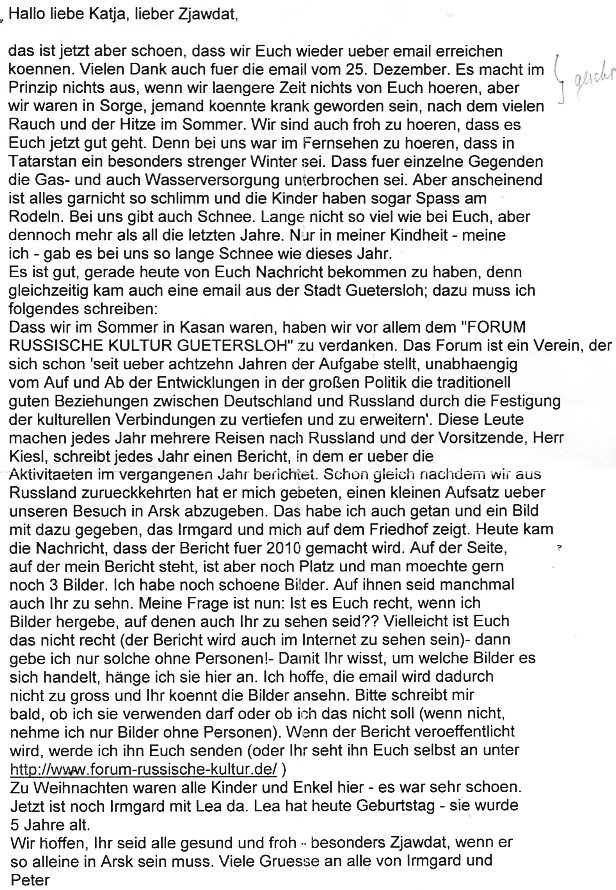 Hallo liebe Katja, lieber Zjawdat,
das ist jetzt aber schoen, dass wir Euch wieder ueber email erreichen
koennen. Vielen Dank auch fuer die email vom 25. Dezember. Es macht im
Prinzip nichts aus, wenn wir laengere Zeit nichts von Euch hoeren, aber
wir waren in Sorge, jemand koennte krank geworden sein, nach dem vielen
Rauch und der Hitze im Sommer. Wir sind auch froh zu hoeren, dass es
Euch jetzt gut geht. Denn bei uns war im Fernsehen zu hoeren, dass in
Tatarstan ein besonders strenger Winter sei. Dass fuer einzelne Gegenden
die Gas- und auch Wasserversorgung unterbrochen sei. Aber anscheinend
ist alles garnicht so schlimm und die Kinder haben sogar Spass am
Rodeln. Bei uns gibt auch Schnee. Lange nicht so viel wie bei Euch, aber
dennoch mehr als all die letzten Jahre. Nur in meiner Kindheit - meine
ich - gab es bei uns so lange Schnee wie dieses Jahr.
Es ist gut, gerade heute von Euch Nachricht bekommen zu haben, denn
gleichzeitig kam auch eine email aus der Stadt Guetersloh; dazu muss ich
folgendes schreiben:
Dass wir im Sommer in Kasan waren, haben wir vor allem dem "FORUM
RUSSISCHE KULTUR GUETERSLOH" zu verdanken. Das Forum ist ein Verein, der
sich schon 'seit ueber achtzehn Jahren der Aufgabe stellt, unabhaengig
vom Auf und Ab der Entwicklungen in der großen Politik die traditionell
guten Beziehungen zwischen Deutschland und Russland durch die Festigung
der kulturellen Verbindungen zu vertiefen und zu erweitern'. Diese Leute
machen jedes Jahr mehrere Reisen nach Russland und der Vorsitzende, Herr
Kiesl, schreibt jedes Jahr einen Bericht, in dem er ueber die
Aktivitaeten im vergangenen Jahr berichtet. Schon gleich nachdem wir aus
Russland zurueckkehrten hat er mich gebeten, einen kleinen Aufsatz ueber
unseren Besuch in Arsk abzugeben. Das habe ich auch getan und ein Bild
mit dazu gegeben, das Irmgard und mich auf dem Friedhof zeigt. Heute kam
die Nachricht, dass der Bericht fuer 2010 gemacht wird. Auf der Seite,
auf der mein Bericht steht, ist aber noch Platz und man moechte gern
noch 3 Bilder. Ich habe noch schoene Bilder. Auf ihnen seid manchmal
auch Ihr zu sehn. Meine Frage ist nun: Ist es Euch recht, wenn ich
Bilder hergebe, auf denen auch Ihr zu sehen seid?? Vielleicht ist Euch
das nicht recht (der Bericht wird auch im Internet zu sehen sein)- dann
gebe ich nur solche ohne Personen!- Damit Ihr wisst, um welche Bilder es
sich handelt, hänge ich sie hier an. Ich hoffe, die email wird dadurch
nicht zu gross und Ihr koennt die Bilder ansehn. Bitte schreibt mir
bald, ob ich sie verwenden darf oder ob ich das nicht soll (wenn nicht,
nehme ich nur Bilder ohne Personen). Wenn der Bericht veroeffentlicht
wird, werde ich ihn Euch senden (oder Ihr seht ihn Euch selbst an unter
http://www.forum-russische-kultur.de/ )
Zu Weihnachten waren alle Kinder und Enkel hier - es war sehr schoen.
Jetzt ist noch Irmgard mit Lea da. Lea hat heute Geburtstag - sie wurde
5 Jahre alt.
Wir hoffen, Ihr seid alle gesund und froh - besonders Zjawdat, wenn er
so alleine in Arsk sein muss. Viele Gruesse an alle von Irmgard und
Peter